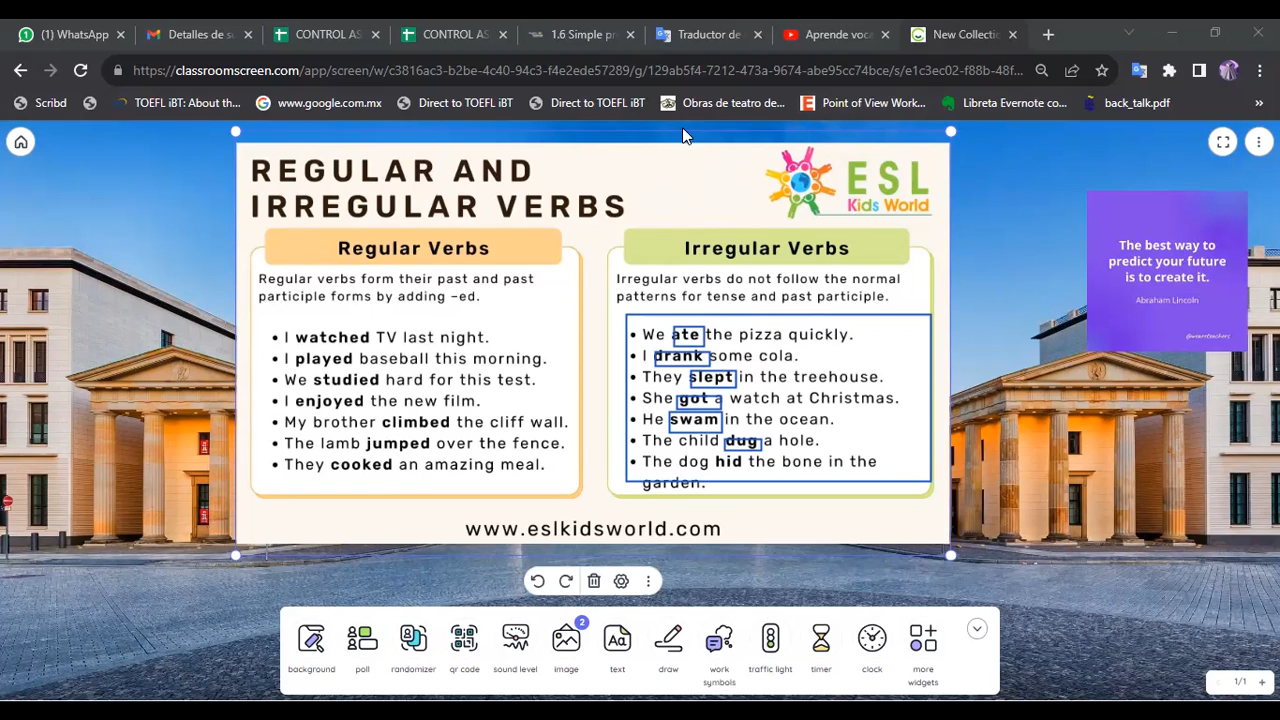 (1) WhatsApp
Detalles de su
CONTROL AS
CONTROL AS
1.6 Simple pr
Traductor de
Aprende voca
New Collectio
https://classroomscreen.com/app/screen/w/c3816ac3-b2be-4c40-94c3-f4e2ede57289/g/129ab5f4-7212-473a-9674-abe95cc74bce/s/e1c3ec02-f88b-48f...
Scribd
TOEFL iBT: About th...
www.google.com.mx
Direct to TOEFL iBT
Direct to TOEFL iBT
Obras de teatro de...
Point of View Work...
Libreta Evernote co...
back_talk.pdf
»
REGULAR AND
IRREGULAR VERBS
ESL
Kids World
Regular Verbs
Regular verbs form their past and past
participle forms by adding –ed.
• I watched TV last night.
• I played baseball this morning.
• We studied hard for this test.
• I enjoyed the new film.
• My brother climbed the cliff wall.
• The lamb jumped over the fence.
• They cooked an amazing meal.
Irregular Verbs
Irregular verbs do not follow the normal
patterns for tense and past participle.
• We ate the pizza quickly.
• I drank some cola.
• They slept in the treehouse.
• She got a watch at Christmas.
• He swam in the ocean.
• The child dug a hole.
• The dog hid the bone in the
garden.
www.eslkidsworld.com
The best way to
predict your future
is to create it.
Abraham Lincoln
@weareteachers
2
background
poll
randomizer
qr code
sound level
image
text
draw
work
symbols
traffic light
timer
clock
more
widgets
1/1